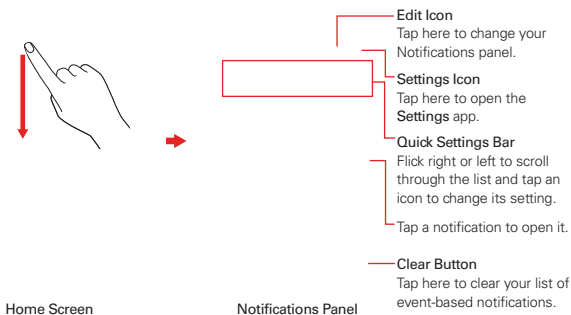 Edit Icon
Tap here to change your
Notifications panel.
Settings Icon
Tap here to open the
Settings app.
Quick Settings Bar
Flick right or left to scroll
through the list and tap an
icon to change its setting.
Tap a notification to open it.
Clear Button
Tap here to clear your list of
event-based notifications.
Home Screen
Notifications Panel